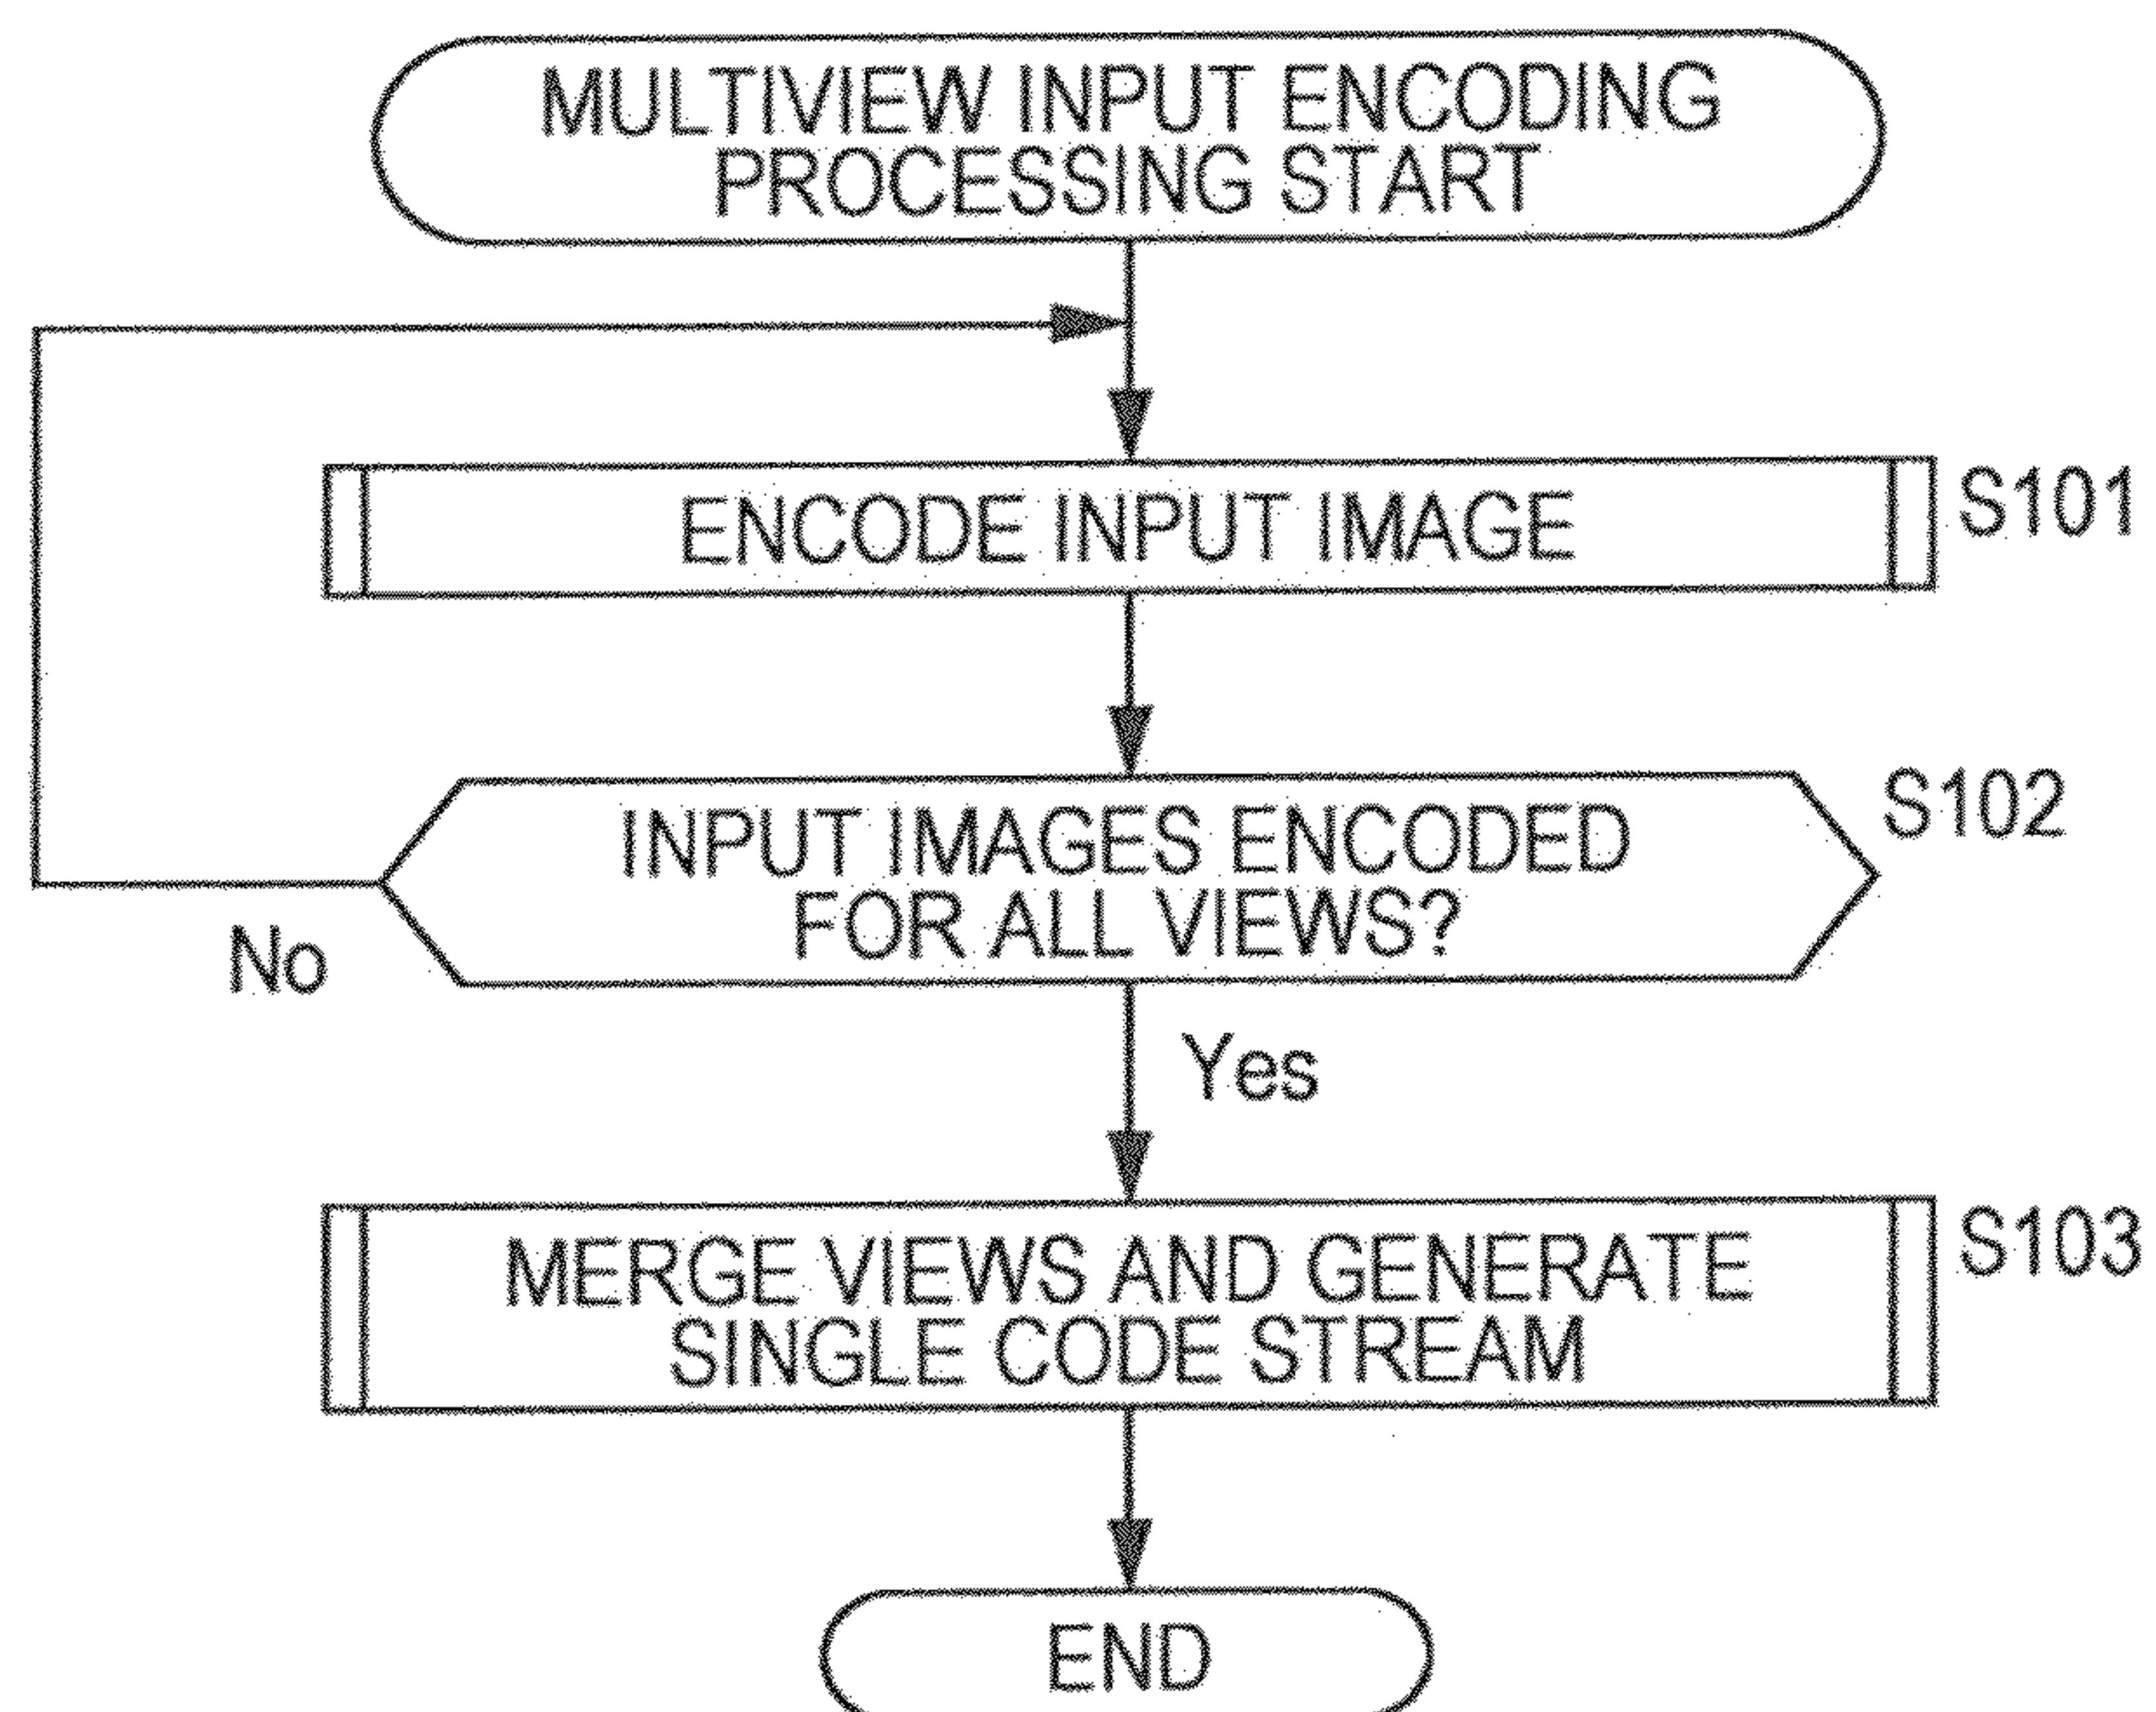 MULTIVIEW INPUT ENCODING
PROCESSING START
ENCODE INPUT IMAGE
S101
INPUT IMAGES ENCODED
FOR ALL VIEWS?
S102
No
Yes
MERGE VIEWS AND GENERATE
SINGLE CODE STREAM
S103
END